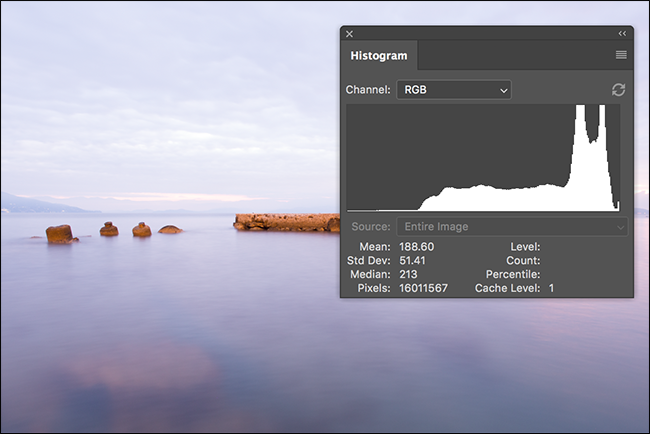 Histogram
Channel: RGB
Source: Entire Image
Mean: 188.60 Level:
Std Dev: 51.41 Count:
Median: 213 Percentile:
Pixels: 16011567 Cache Level: 1